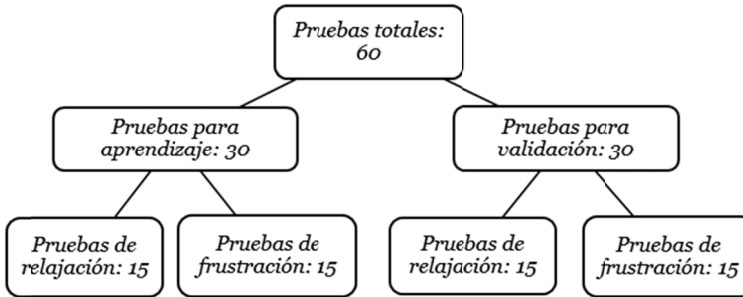 Pruebas totales:
60
Pruebas para
aprendizaje: 30
Pruebas para
validación: 30
Pruebas de
relajación: 15
Pruebas de
frustración: 15
Pruebas de
relajación: 15
Pruebas de
frustración: 15